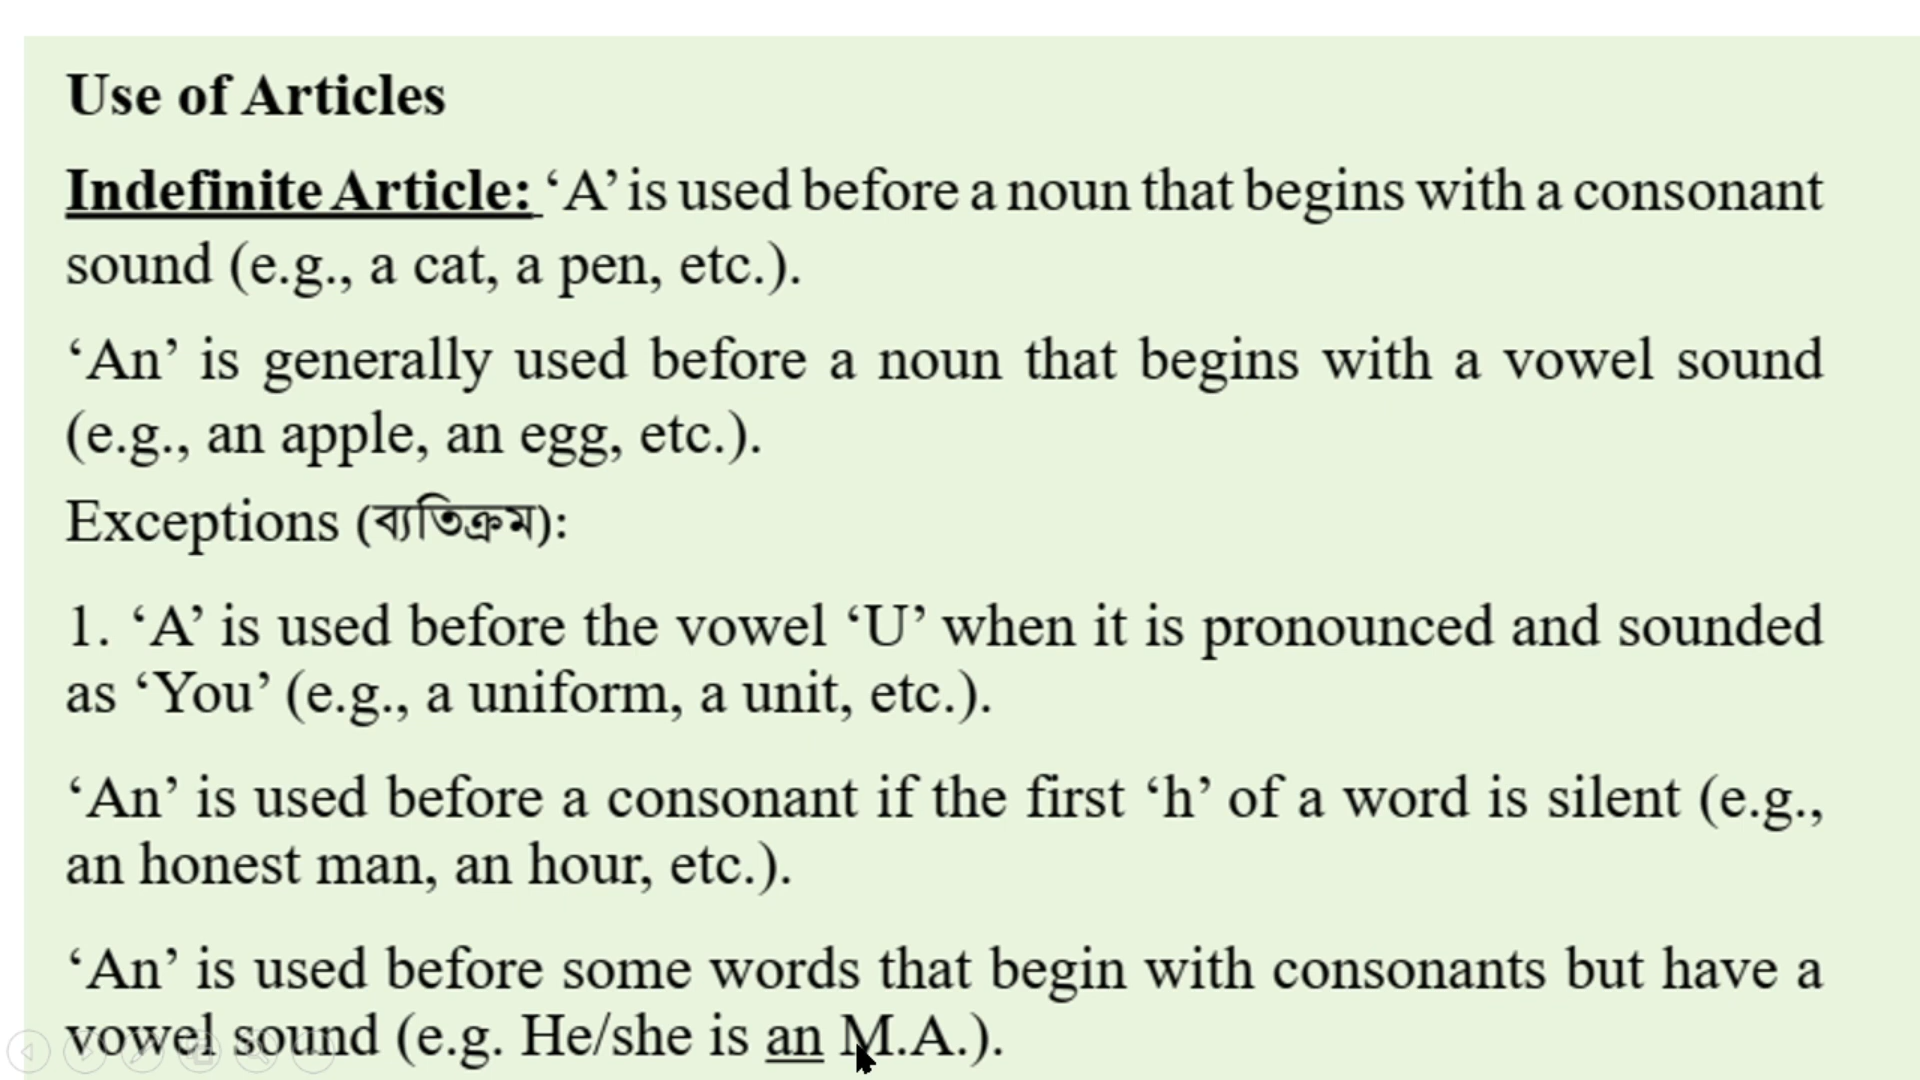 Use of Articles
Indefinite Article: ‘A’ is used before a noun that begins with a consonant
sound (e.g., a cat, a pen, etc.).
‘An’ is generally used before a noun that begins with a vowel sound
(e.g., an apple, an egg, etc.).
Exceptions (ব্যতিক্রম):
1. ‘A’ is used before the vowel ‘U’ when it is pronounced and sounded
as ‘You’ (e.g., a uniform, a unit, etc.).
‘An’ is used before a consonant if the first ‘h’ of a word is silent (e.g.,
an honest man, an hour, etc.).
‘An’ is used before some words that begin with consonants but have a
vowel sound (e.g. He/she is an M.A.).